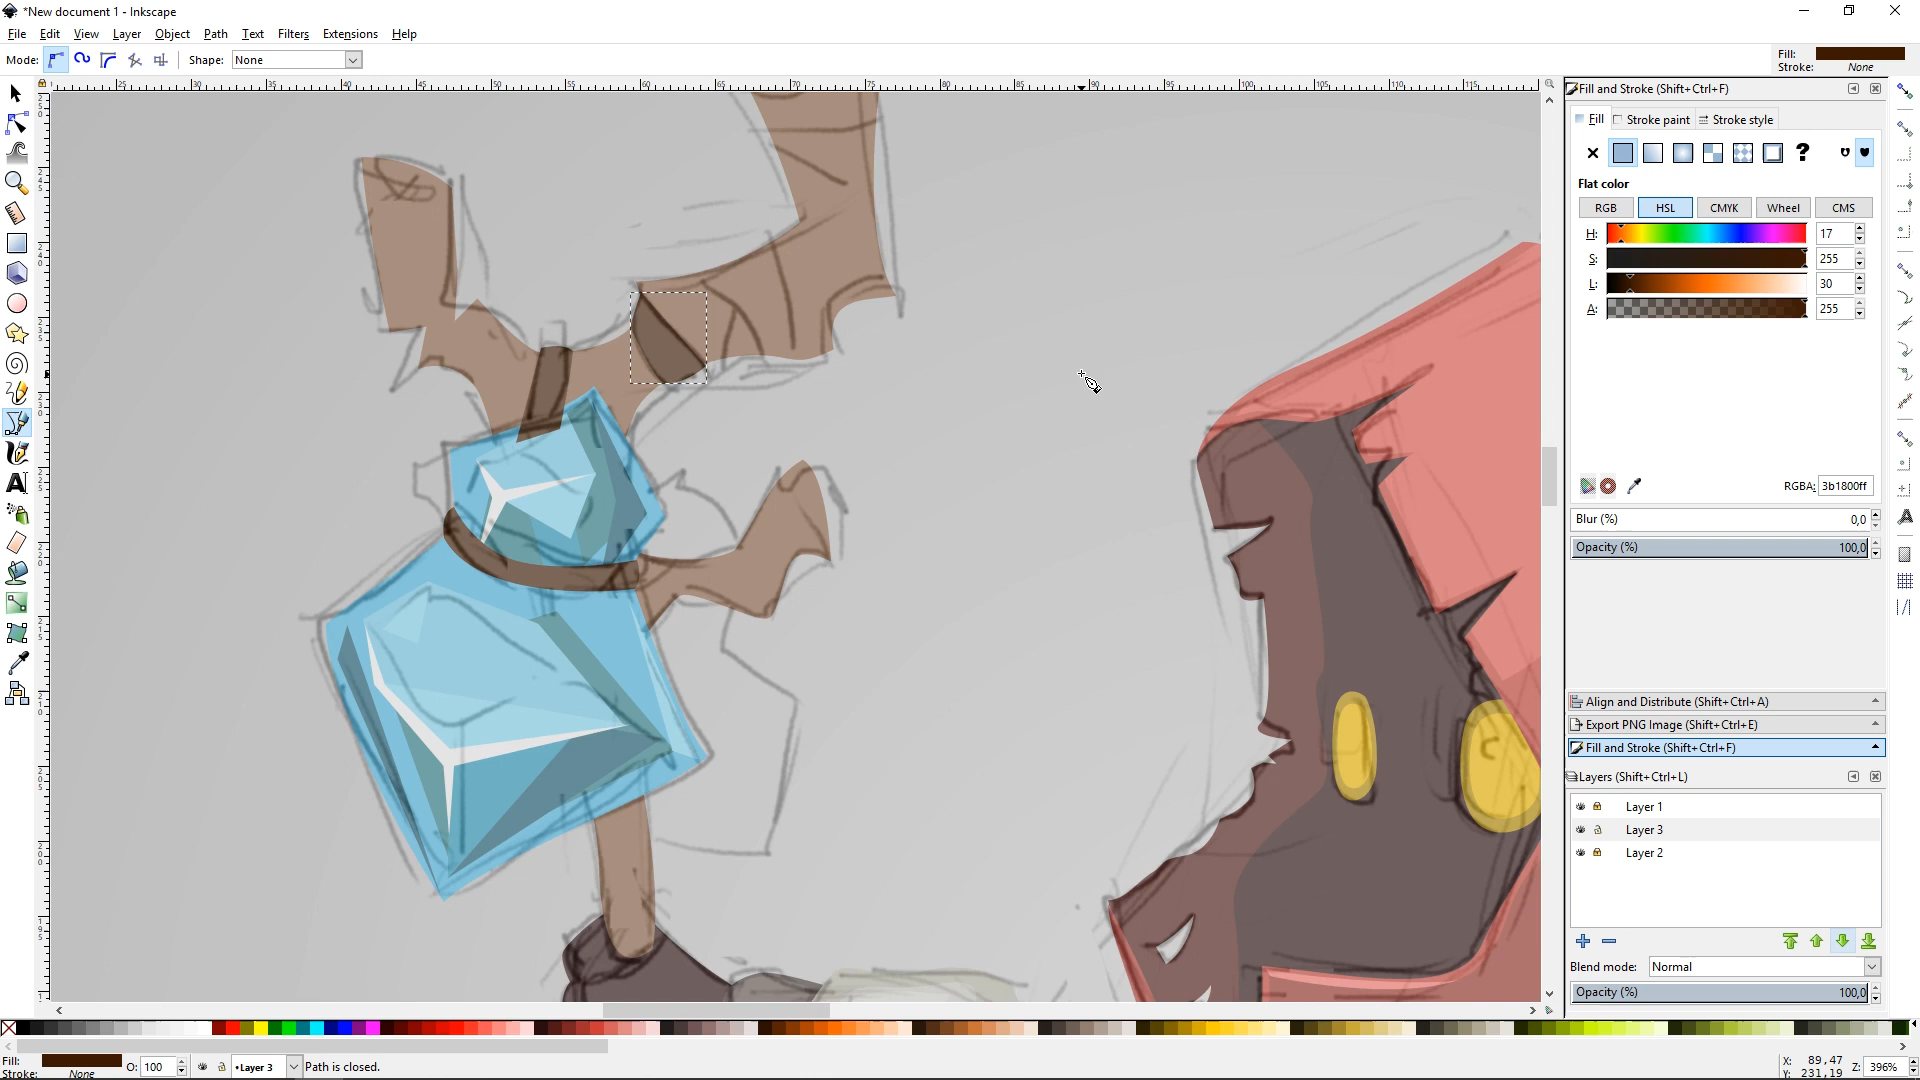 *New document 1 - Inkscape
File Edit View Layer Object Path Text Filters Extensions Help
Mode: Shape: None
Fill:
Stroke: None
Fill and Stroke (Shift+Ctrl+F)
Fill Stroke paint Stroke style
Flat color
RGB HSL CMYK Wheel CMS
H: 17
S: 255
L: 30
A: 255
RGBA: 3b1800ff
Blur (%) 0,0
Opacity (%) 100,0
Align and Distribute (Shift+Ctrl+A)
Export PNG Image (Shift+Ctrl+E)
Fill and Stroke (Shift+Ctrl+F)
Layers (Shift+Ctrl+L)
Layer 1
Layer 3
Layer 2
Blend mode: Normal
Opacity (%) 100,0
Fill:
Stroke: None
O: 100
•Layer 3
Path is closed.
X: 89,47
Y: 231,19
Z: 396%